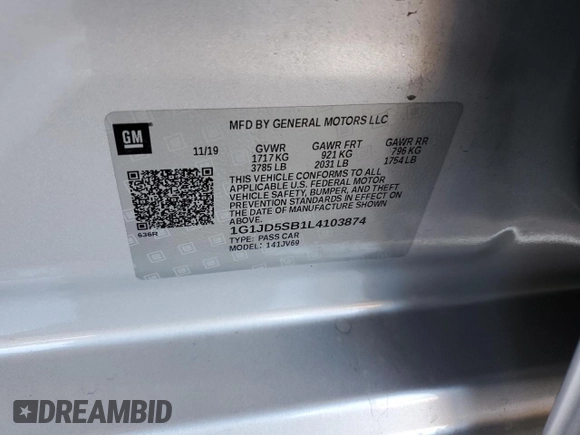 GM
MFD BY GENERAL MOTORS LLC
11/19 GVWR GAWR FRT GAWR RR
1717 KG 921 KG 796 KG
3785 LB 2031 LB 1754 LB
THIS VEHICLE CONFORMS TO ALL
APPLICABLE U.S. FEDERAL MOTOR
VEHICLE SAFETY, BUMPER, AND THEFT
PREVENTION STANDARDS IN EFFECT ON
THE DATE OF MANUFACTURE SHOWN
ABOVE.
1G1JD5SB1L4103874
TYPE: PASS CAR
MODEL: 141JV69
636R
DREAMBID